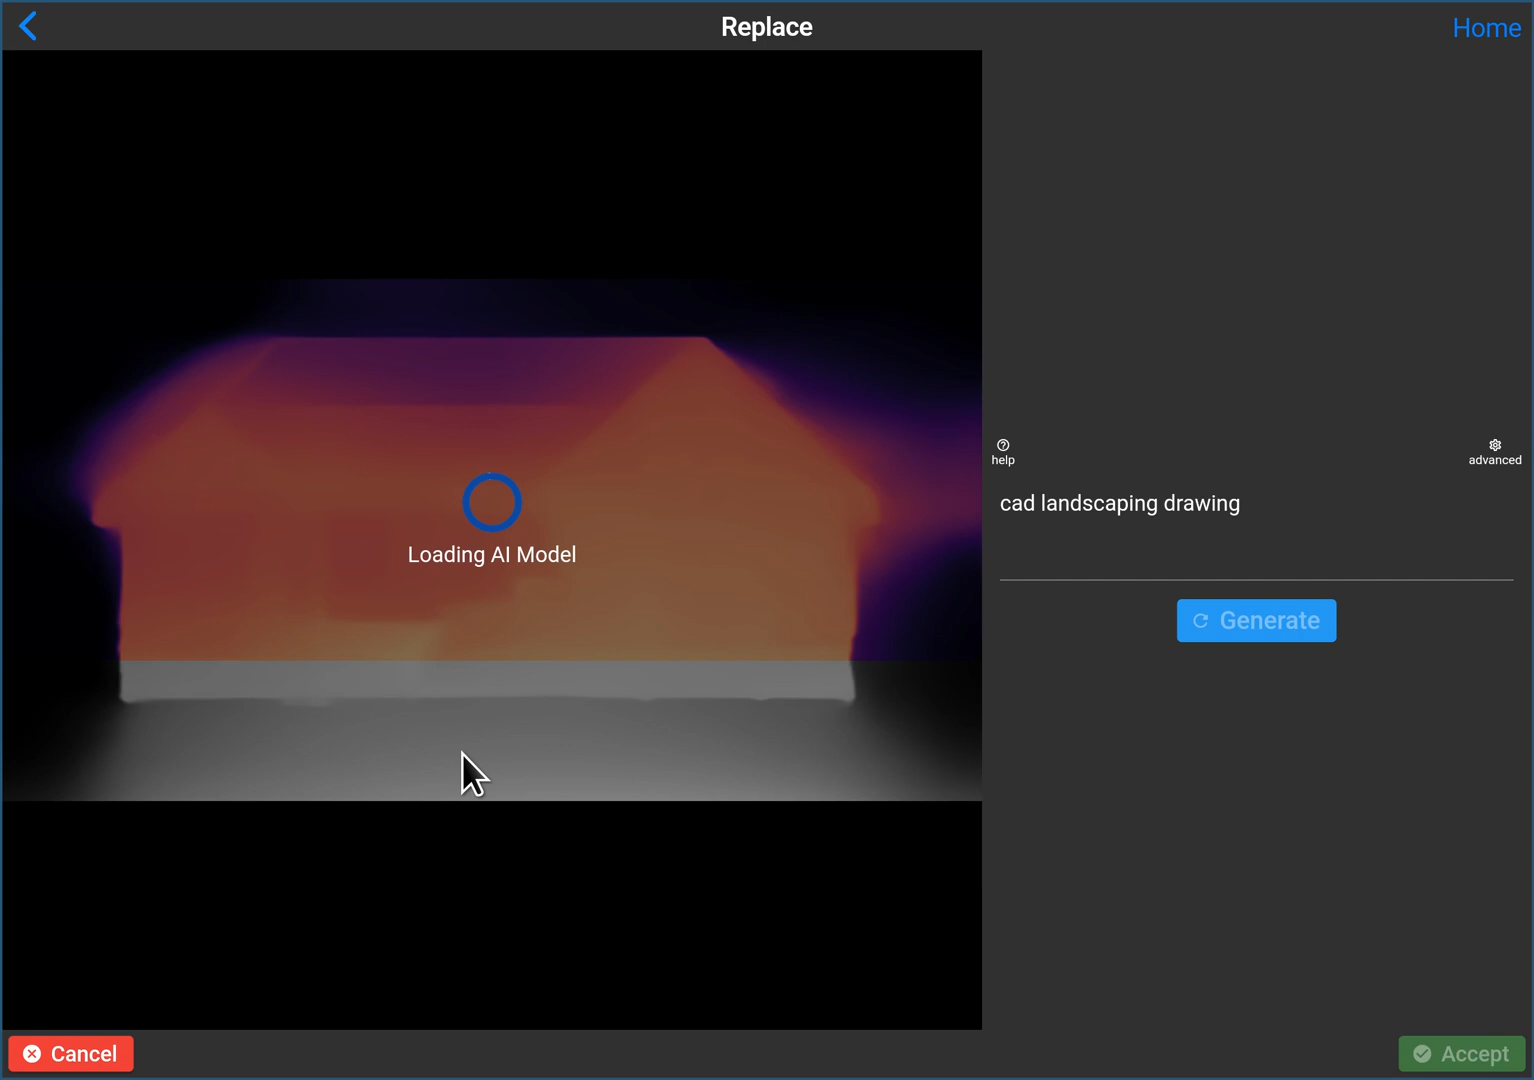 Replace
Home
Loading AI Model
help
advanced
cad landscaping drawing
Generate
Cancel
Accept